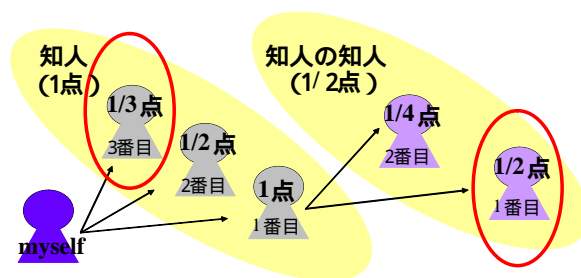 知人
(1点)
1/3点
3番目
1/2点
2番目
1点
1番目
myself
知人の知人
(1/2点)
1/4点
2番目
1/2点
1番目